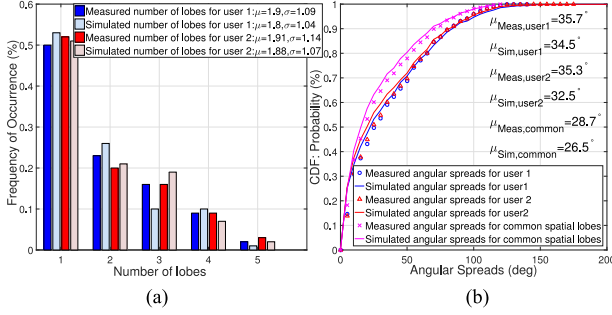 0,6
0,5
0,4
0,3
0,2
0,1
0
Frequency of Occurrence (%)
Measured number of lobes for user 1:μ=1.9,σ=1.09
Simulated number of lobes for user 1:μ=1.8,σ=1.04
Measured number of lobes for user 2:μ=1.91,σ=1.14
Simulated number of lobes for user 2:μ=1.88,σ=1.07
1 2 3 4 5
Number of lobes
(a)
1
0.9
0.8
0.7
0.6
0.5
0.4
0.3
0.2
0.1
0
CDF: Probability (%)
μMeas,user1=35.7°
μSim,user1=34.5°
μMeas,user2=35.3°
μSim,user2=32.5°
μMeas,common=28.7°
μSim,common=26.5°
Measured angular spreads for user 1
Simulated angular spreads for user1
Measured angular spreads for user 2
Simulated angular spreads for user2
Measured angular spreads for common spatial lobes
Simulated angular spreads for common spatial lobes
0 50 100 150 200
Angular Spreads (deg)
(b)